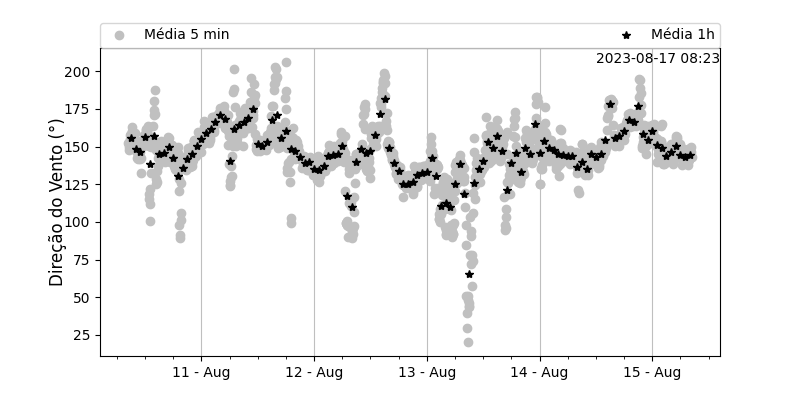 Média 5 min
Média 1h
2023-08-17 08:23
Direção do Vento (°)
200
175
150
125
100
75
50
25
11 - Aug
12 - Aug
13 - Aug
14 - Aug
15 - Aug